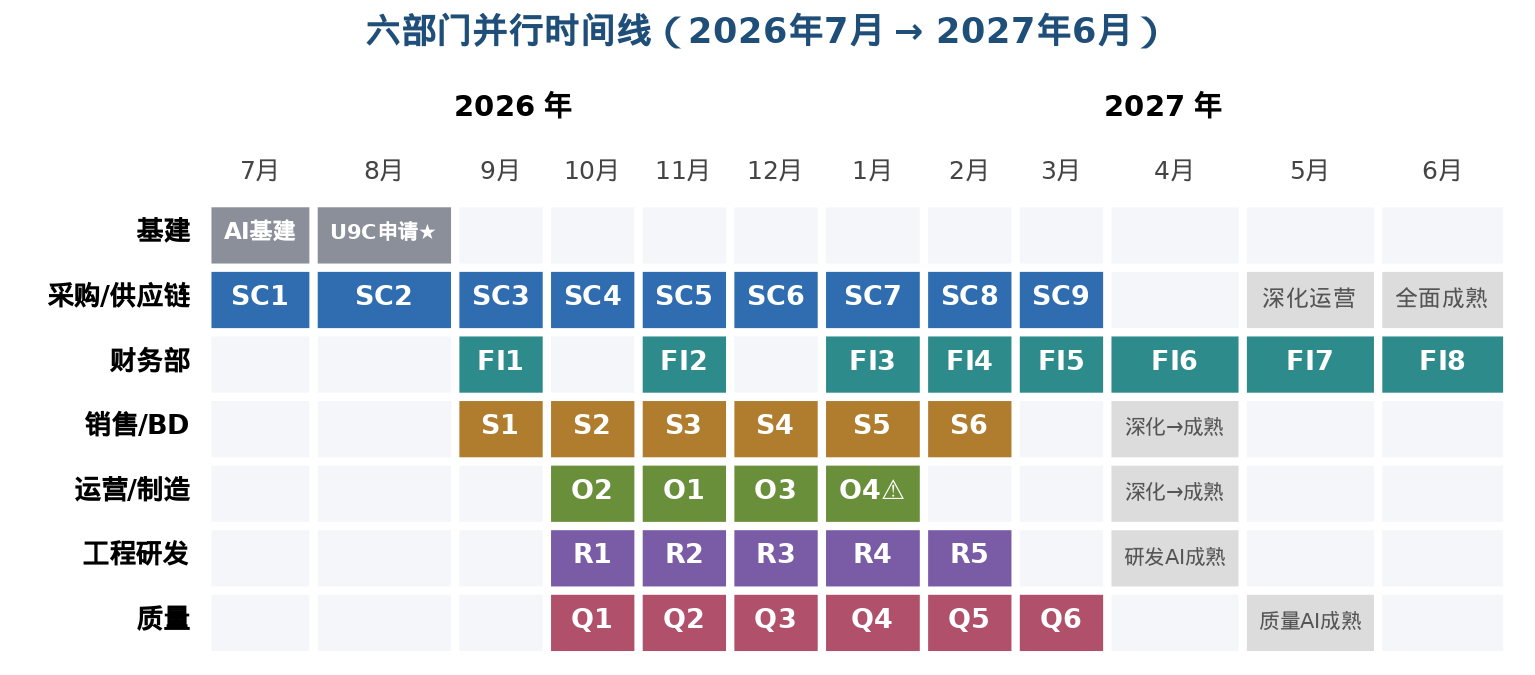 六部门并行时间线（2026年7月 → 2027年6月）
2026 年 2027 年
7月 8月 9月 10月 11月 12月 1月 2月 3月 4月 5月 6月
基建 AI基建 U9C申请★
采购/供应链 SC1 SC2 SC3 SC4 SC5 SC6 SC7 SC8 SC9 深化运营 全面成熟
财务部 FI1 FI2 FI3 FI4 FI5 FI6 FI7 FI8
销售/BD S1 S2 S3 S4 S5 S6 深化→成熟
运营/制造 O2 O1 O3 O4⚠ 深化→成熟
工程研发 R1 R2 R3 R4 R5 研发AI成熟
质量 Q1 Q2 Q3 Q4 Q5 Q6 质量AI成熟